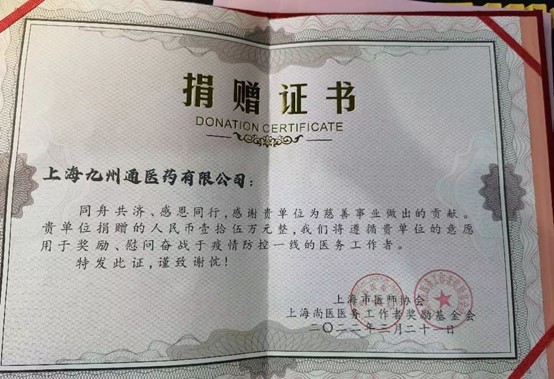 捐赠证书
DONATION CERTIFICATE
上海九州通医药有限公司：
同舟共济、感恩同行，感谢贵单位为慈善事业做出的贡献。
贵单位捐赠的人民币壹拾伍万元整，我们将遵循贵单位的意愿
用于奖励、慰问奋战于疫情防控一线的医务工作者。
特发此证，谨致谢忱！
上海市医师协会
上海尚医医务工作者奖励基金会
二〇二二年三月二十一日